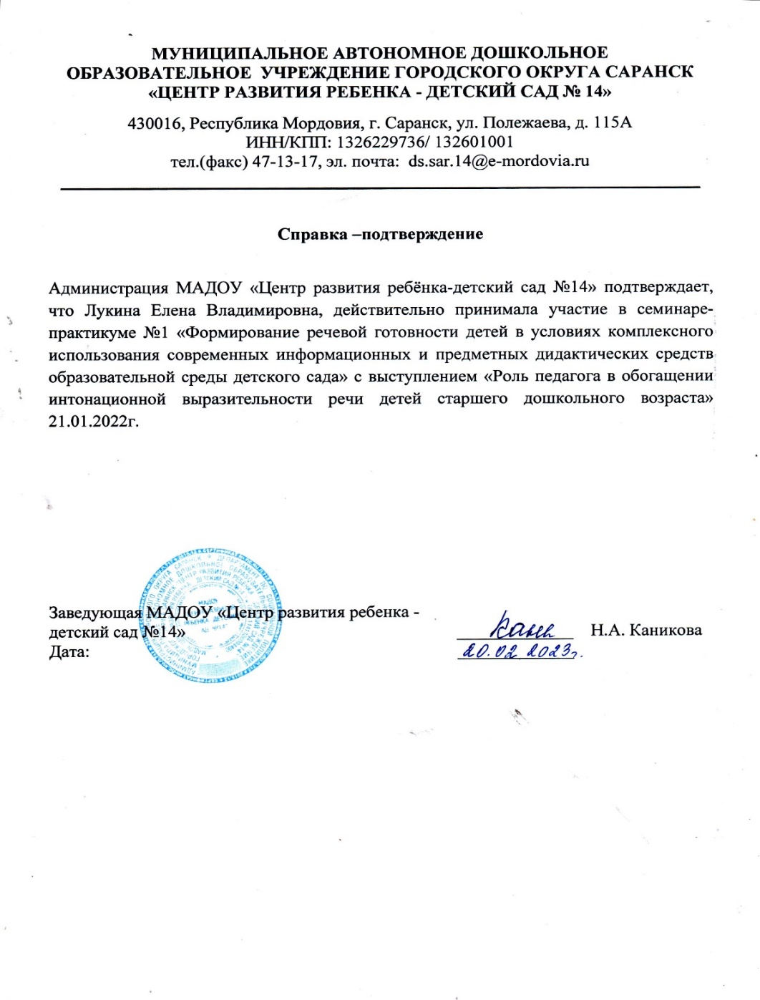 МУНИЦИПАЛЬНОЕ АВТОНОМНОЕ ДОШКОЛЬНОЕ
ОБРАЗОВАТЕЛЬНОЕ УЧРЕЖДЕНИЕ ГОРОДСКОГО ОКРУГА САРАНСК
«ЦЕНТР РАЗВИТИЯ РЕБЕНКА - ДЕТСКИЙ САД № 14»
430016, Республика Мордовия, г. Саранск, ул. Полежаева, д. 115А
ИНН/КПП: 1326229736/ 132601001
тел.(факс) 47-13-17, эл. почта: ds.sar.14@e-mordovia.ru
Справка –подтверждение
Администрация МАДОУ «Центр развития ребёнка-детский сад №14» подтверждает,
что Лукина Елена Владимировна, действительно принимала участие в семинаре-
практикуме №1 «Формирование речевой готовности детей в условиях комплексного
использования современных информационных и предметных дидактических средств
образовательной среды детского сада» с выступлением «Роль педагога в обогащении
интонационной выразительности речи детей старшего дошкольного возраста»
21.01.2022г.
Заведующая МАДОУ «Центр развития ребенка -
детский сад №14» Н.А. Каникова
Дата: 20.02.2023г.